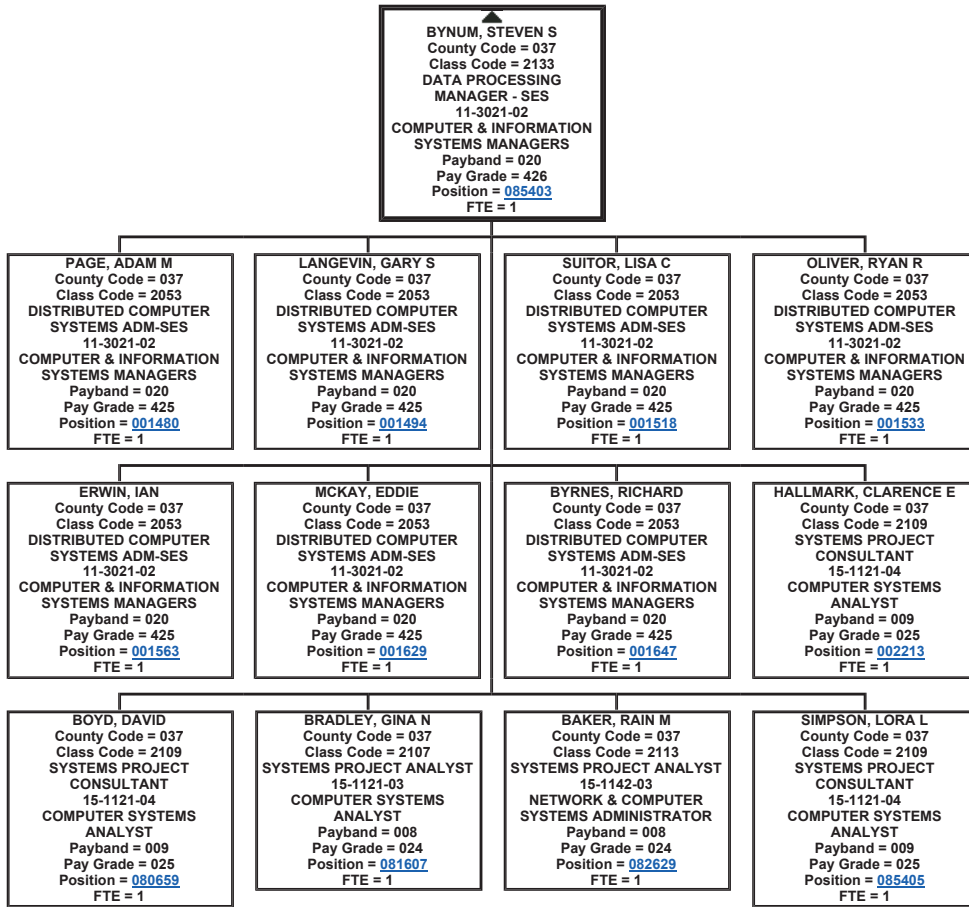 BYNUM, STEVEN S
County Code = 037
Class Code = 2133
DATA PROCESSING
MANAGER - SES
11-3021-02
COMPUTER & INFORMATION
SYSTEMS MANAGERS
Payband = 020
Pay Grade = 426
Position = 085403
FTE = 1
PAGE, ADAM M
County Code = 037
Class Code = 2053
DISTRIBUTED COMPUTER
SYSTEMS ADM-SES
11-3021-02
COMPUTER & INFORMATION
SYSTEMS MANAGERS
Payband = 020
Pay Grade = 425
Position = 001480
FTE = 1
LANGEVIN, GARY S
County Code = 037
Class Code = 2053
DISTRIBUTED COMPUTER
SYSTEMS ADM-SES
11-3021-02
COMPUTER & INFORMATION
SYSTEMS MANAGERS
Payband = 020
Pay Grade = 425
Position = 001494
FTE = 1
SUITOR, LISA C
County Code = 037
Class Code = 2053
DISTRIBUTED COMPUTER
SYSTEMS ADM-SES
11-3021-02
COMPUTER & INFORMATION
SYSTEMS MANAGERS
Payband = 020
Pay Grade = 425
Position = 001518
FTE = 1
OLIVER, RYAN R
County Code = 037
Class Code = 2053
DISTRIBUTED COMPUTER
SYSTEMS ADM-SES
11-3021-02
COMPUTER & INFORMATION
SYSTEMS MANAGERS
Payband = 020
Pay Grade = 425
Position = 001533
FTE = 1
ERWIN, IAN
County Code = 037
Class Code = 2053
DISTRIBUTED COMPUTER
SYSTEMS ADM-SES
11-3021-02
COMPUTER & INFORMATION
SYSTEMS MANAGERS
Payband = 020
Pay Grade = 425
Position = 001563
FTE = 1
MCKAY, EDDIE
County Code = 037
Class Code = 2053
DISTRIBUTED COMPUTER
SYSTEMS ADM-SES
11-3021-02
COMPUTER & INFORMATION
SYSTEMS MANAGERS
Payband = 020
Pay Grade = 425
Position = 001629
FTE = 1
BYRNES, RICHARD
County Code = 037
Class Code = 2053
DISTRIBUTED COMPUTER
SYSTEMS ADM-SES
11-3021-02
COMPUTER & INFORMATION
SYSTEMS MANAGERS
Payband = 020
Pay Grade = 425
Position = 001647
FTE = 1
HALLMARK, CLARENCE E
County Code = 037
Class Code = 2109
SYSTEMS PROJECT
CONSULTANT
15-1121-04
COMPUTER SYSTEMS
ANALYST
Payband = 009
Pay Grade = 025
Position = 002213
FTE = 1
BOYD, DAVID
County Code = 037
Class Code = 2109
SYSTEMS PROJECT
CONSULTANT
15-1121-04
COMPUTER SYSTEMS
ANALYST
Payband = 009
Pay Grade = 025
Position = 080659
FTE = 1
BRADLEY, GINA N
County Code = 037
Class Code = 2107
SYSTEMS PROJECT ANALYST
15-1121-03
COMPUTER SYSTEMS
ANALYST
Payband = 008
Pay Grade = 024
Position = 081607
FTE = 1
BAKER, RAIN M
County Code = 037
Class Code = 2113
SYSTEMS PROJECT ANALYST
15-1142-03
NETWORK & COMPUTER
SYSTEMS ADMINISTRATOR
Payband = 008
Pay Grade = 024
Position = 082629
FTE = 1
SIMPSON, LORA L
County Code = 037
Class Code = 2109
SYSTEMS PROJECT
CONSULTANT
15-1121-04
COMPUTER SYSTEMS
ANALYST
Payband = 009
Pay Grade = 025
Position = 085405
FTE = 1